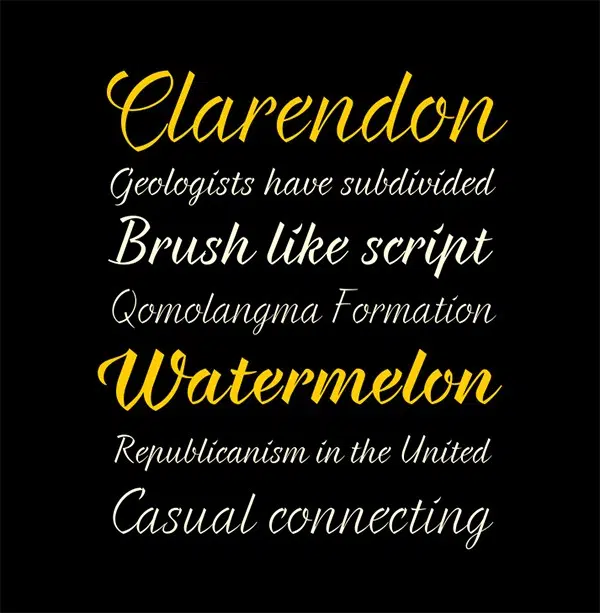 Clarendon
Geologists have subdivided
Brush like script
Qomolangma Formation
Watermelon
Republicanism in the United
Casual connecting